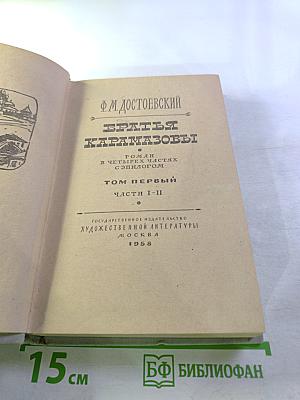 Ф. М. ДОСТОЕВСКИЙ
БРАТЬЯ
КАРАМАЗОВЫ
РОМАН
В ЧЕТЫРЕХ ЧАСТЯХ
С ЭПИЛОГОМ
ТОМ ПЕРВЫЙ
ЧАСТИ I-II
ГОСУДАРСТВЕННОЕ ИЗДАТЕЛЬСТВО
ХУДОЖЕСТВЕННОЙ ЛИТЕРАТУРЫ
МОСКВА
1958
15 см
БФ БИБЛИОФАН